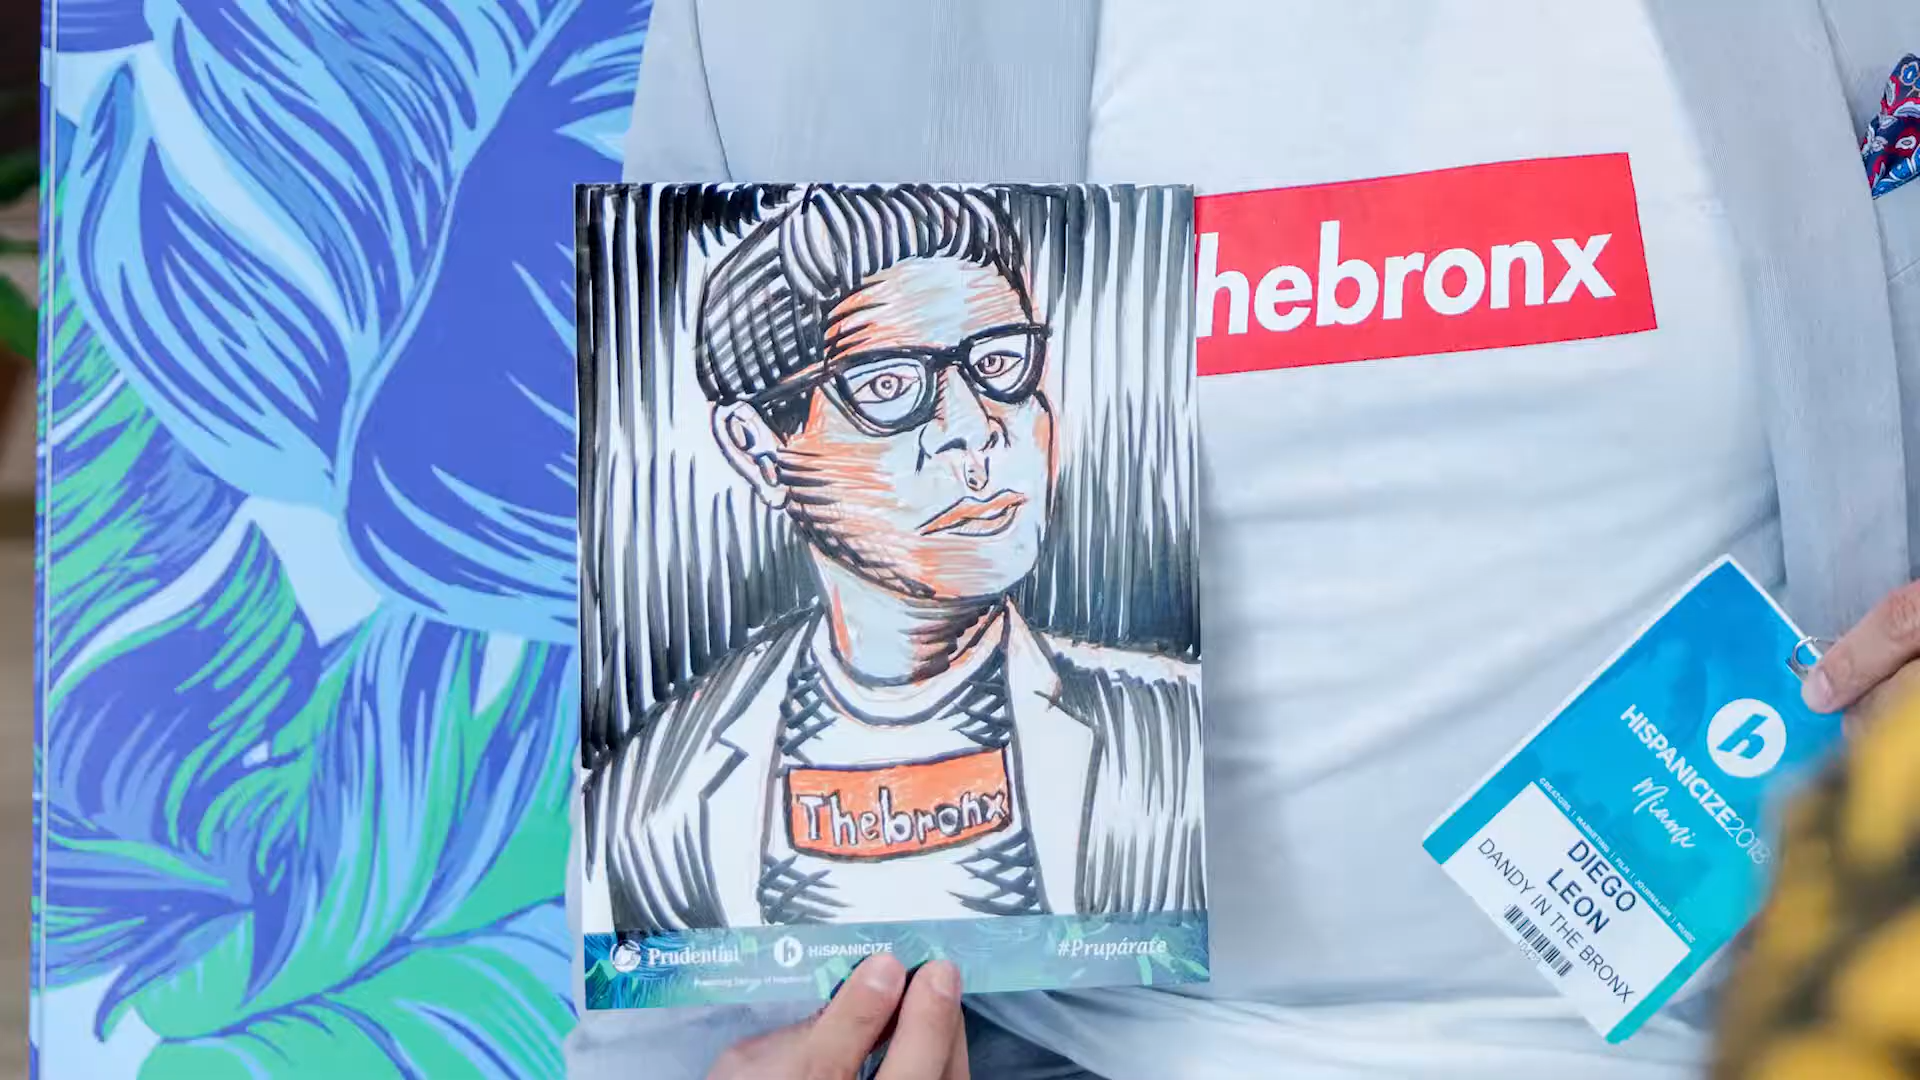 hebronx
Thebronx
Prudential
h HISPANICIZE
#Prupárate
h
HISPANICIZE2018
Miami
DIEGO
LEON
DANDY IN THE BRONX